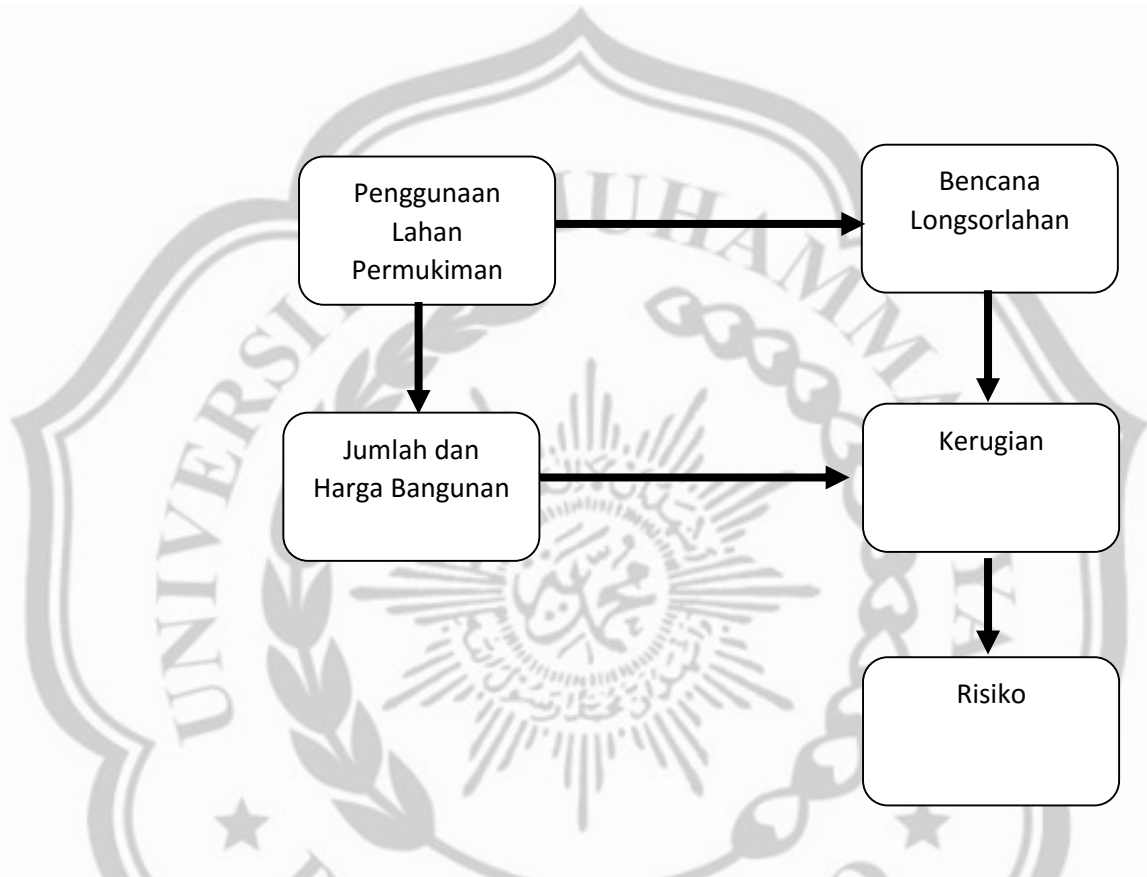 Penggunaan
Lahan
Permukiman
Bencana
Longsorlahan
Jumlah dan
Harga Bangunan
Kerugian
Risiko